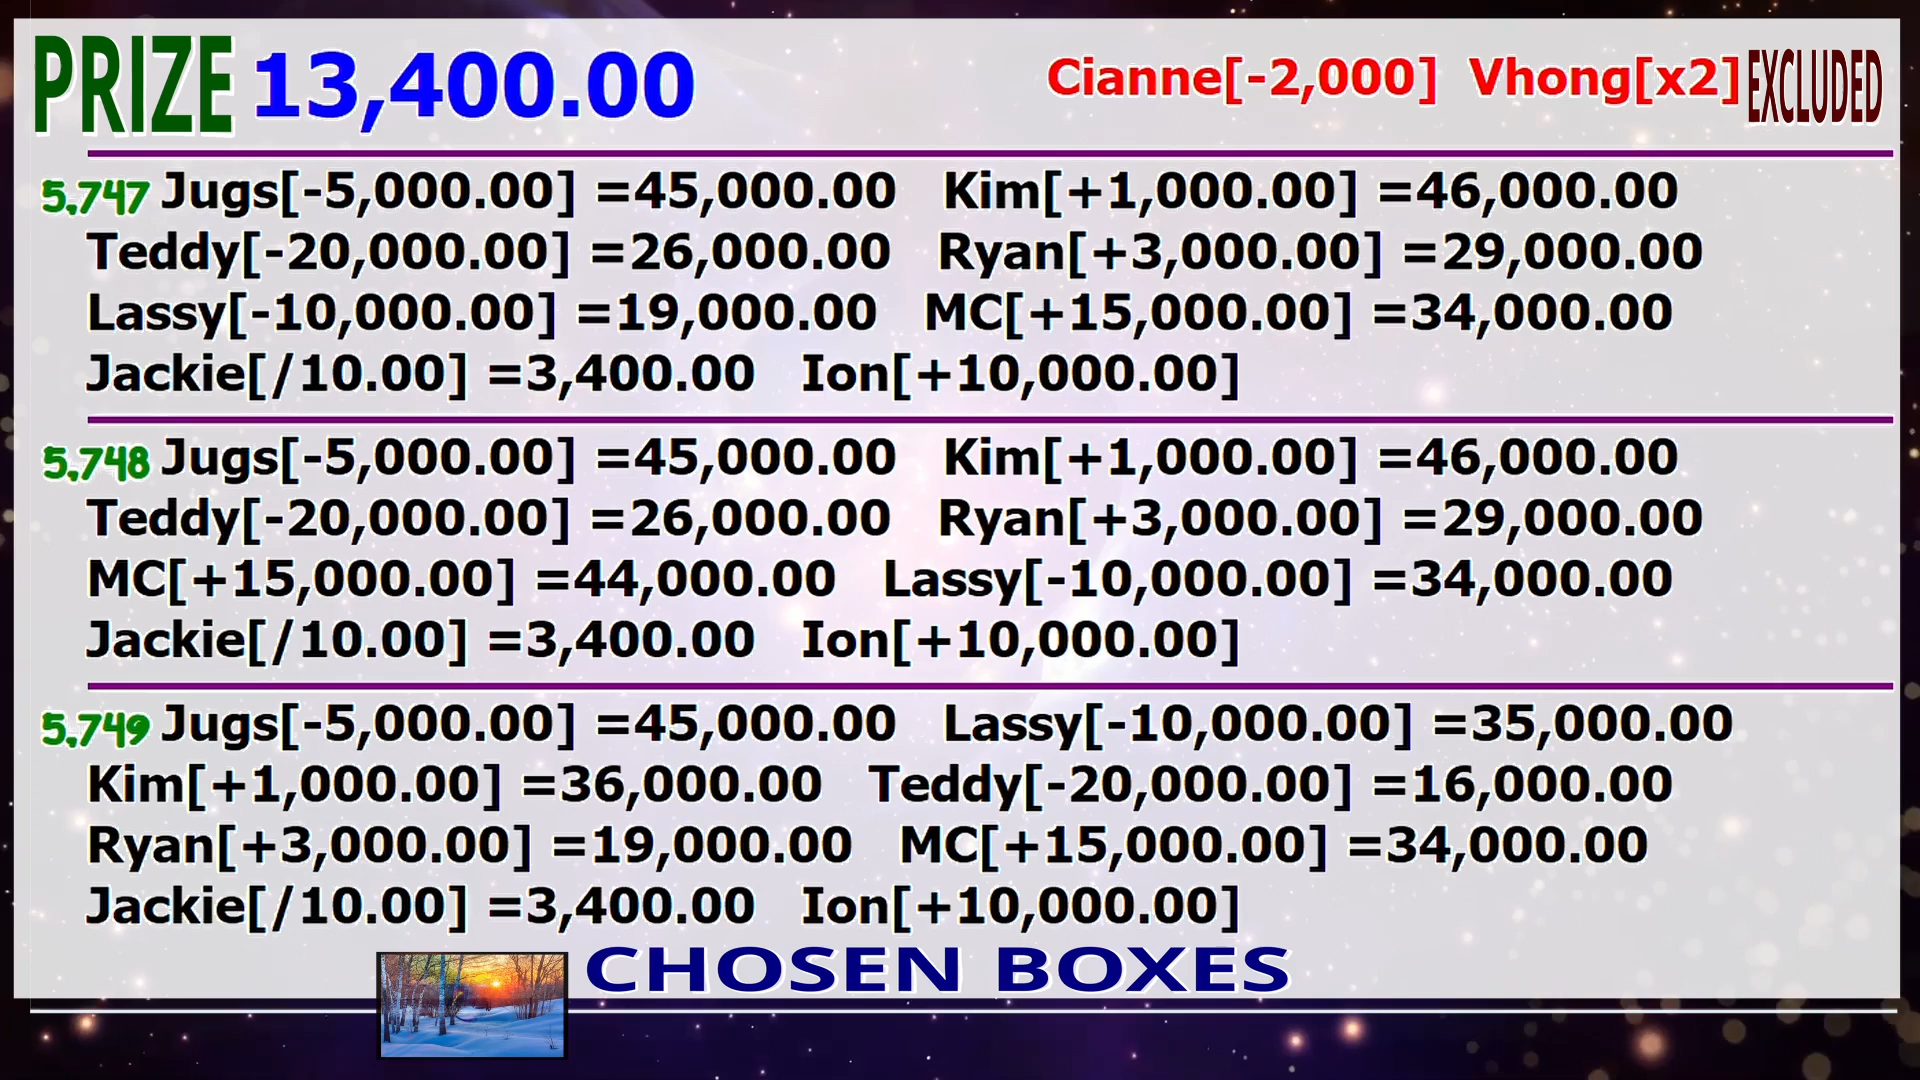 PRIZE 13,400.00 Cianne[-2,000] Vhong[x2] EXCLUDED
5,747 Jugs[-5,000.00] =45,000.00 Kim[+1,000.00] =46,000.00
Teddy[-20,000.00] =26,000.00 Ryan[+3,000.00] =29,000.00
Lassy[-10,000.00] =19,000.00 MC[+15,000.00] =34,000.00
Jackie[/10.00] =3,400.00 Ion[+10,000.00]
5,748 Jugs[-5,000.00] =45,000.00 Kim[+1,000.00] =46,000.00
Teddy[-20,000.00] =26,000.00 Ryan[+3,000.00] =29,000.00
MC[+15,000.00] =44,000.00 Lassy[-10,000.00] =34,000.00
Jackie[/10.00] =3,400.00 Ion[+10,000.00]
5,749 Jugs[-5,000.00] =45,000.00 Lassy[-10,000.00] =35,000.00
Kim[+1,000.00] =36,000.00 Teddy[-20,000.00] =16,000.00
Ryan[+3,000.00] =19,000.00 MC[+15,000.00] =34,000.00
Jackie[/10.00] =3,400.00 Ion[+10,000.00]
CHOSEN BOXES